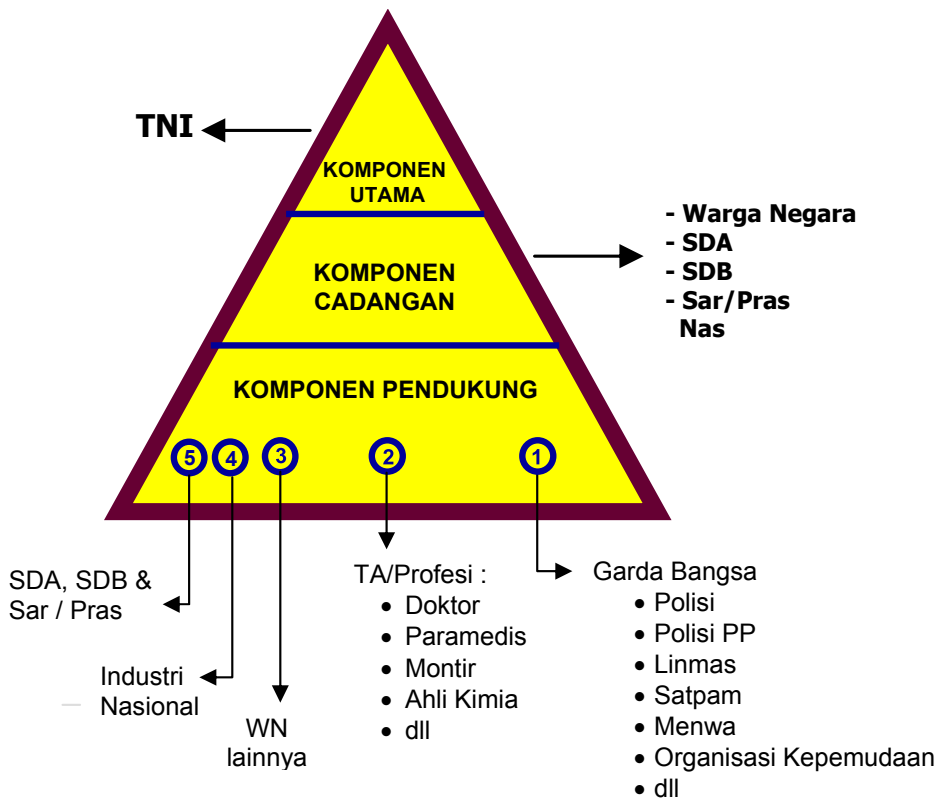 TNI
KOMPONEN
UTAMA
- Warga Negara
- SDA
- SDB
- Sar/Pras
Nas
KOMPONEN
CADANGAN
KOMPONEN PENDUKUNG
5 4 3 2 1
SDA, SDB &
Sar / Pras
Industri
Nasional
WN
lainnya
TA/Profesi :
• Doktor
• Paramedis
• Montir
• Ahli Kimia
• dll
Garda Bangsa
• Polisi
• Polisi PP
• Linmas
• Satpam
• Menwa
• Organisasi Kepemudaan
• dll